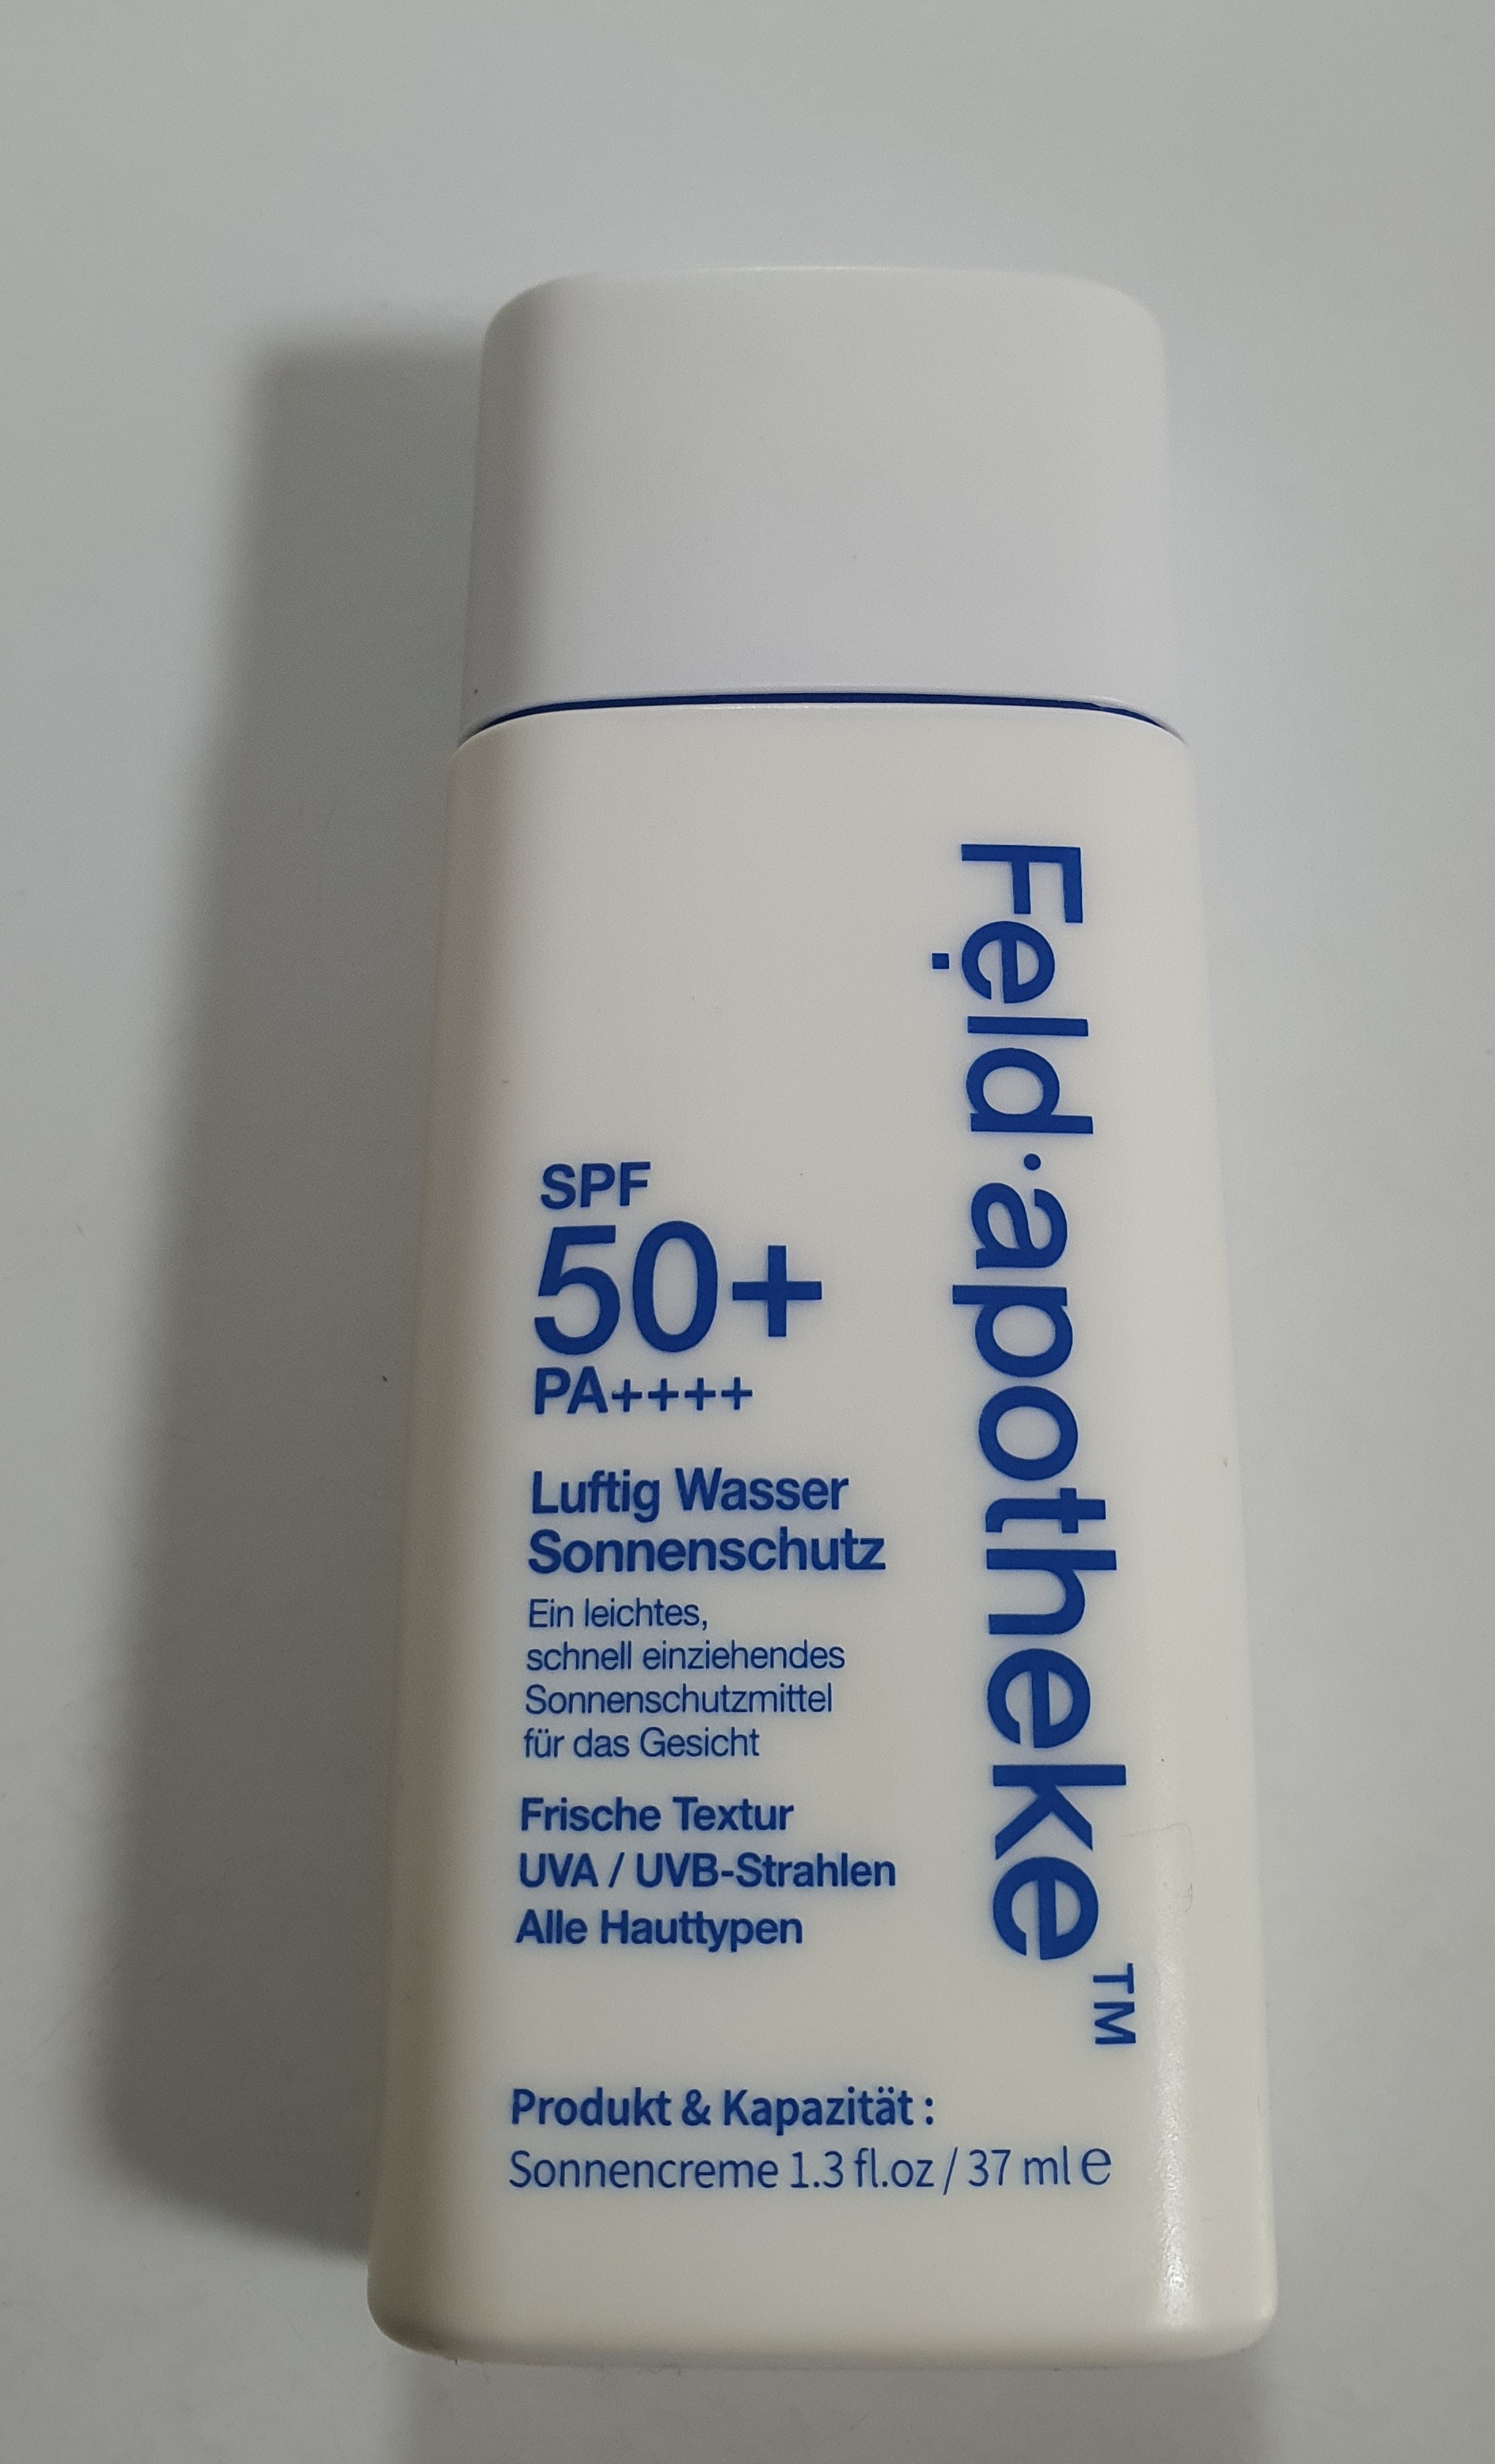 Fẹld·apotheke™
SPF
50+
PA++++
Luftig Wasser
Sonnenschutz
Ein leichtes,
schnell einziehendes
Sonnenschutzmittel
für das Gesicht
Frische Textur
UVA / UVB-Strahlen
Alle Hauttypen
Produkt & Kapazität :
Sonnencreme 1.3 fl.oz / 37 ml ℮